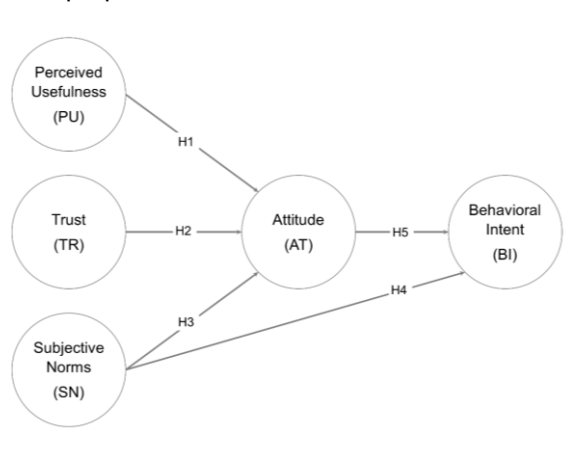 Perceived
Usefulness
(PU)
H1
Trust
(TR)
H2
Attitude
(AT)
H5
Behavioral
Intent
(BI)
H4
H3
Subjective
Norms
(SN)